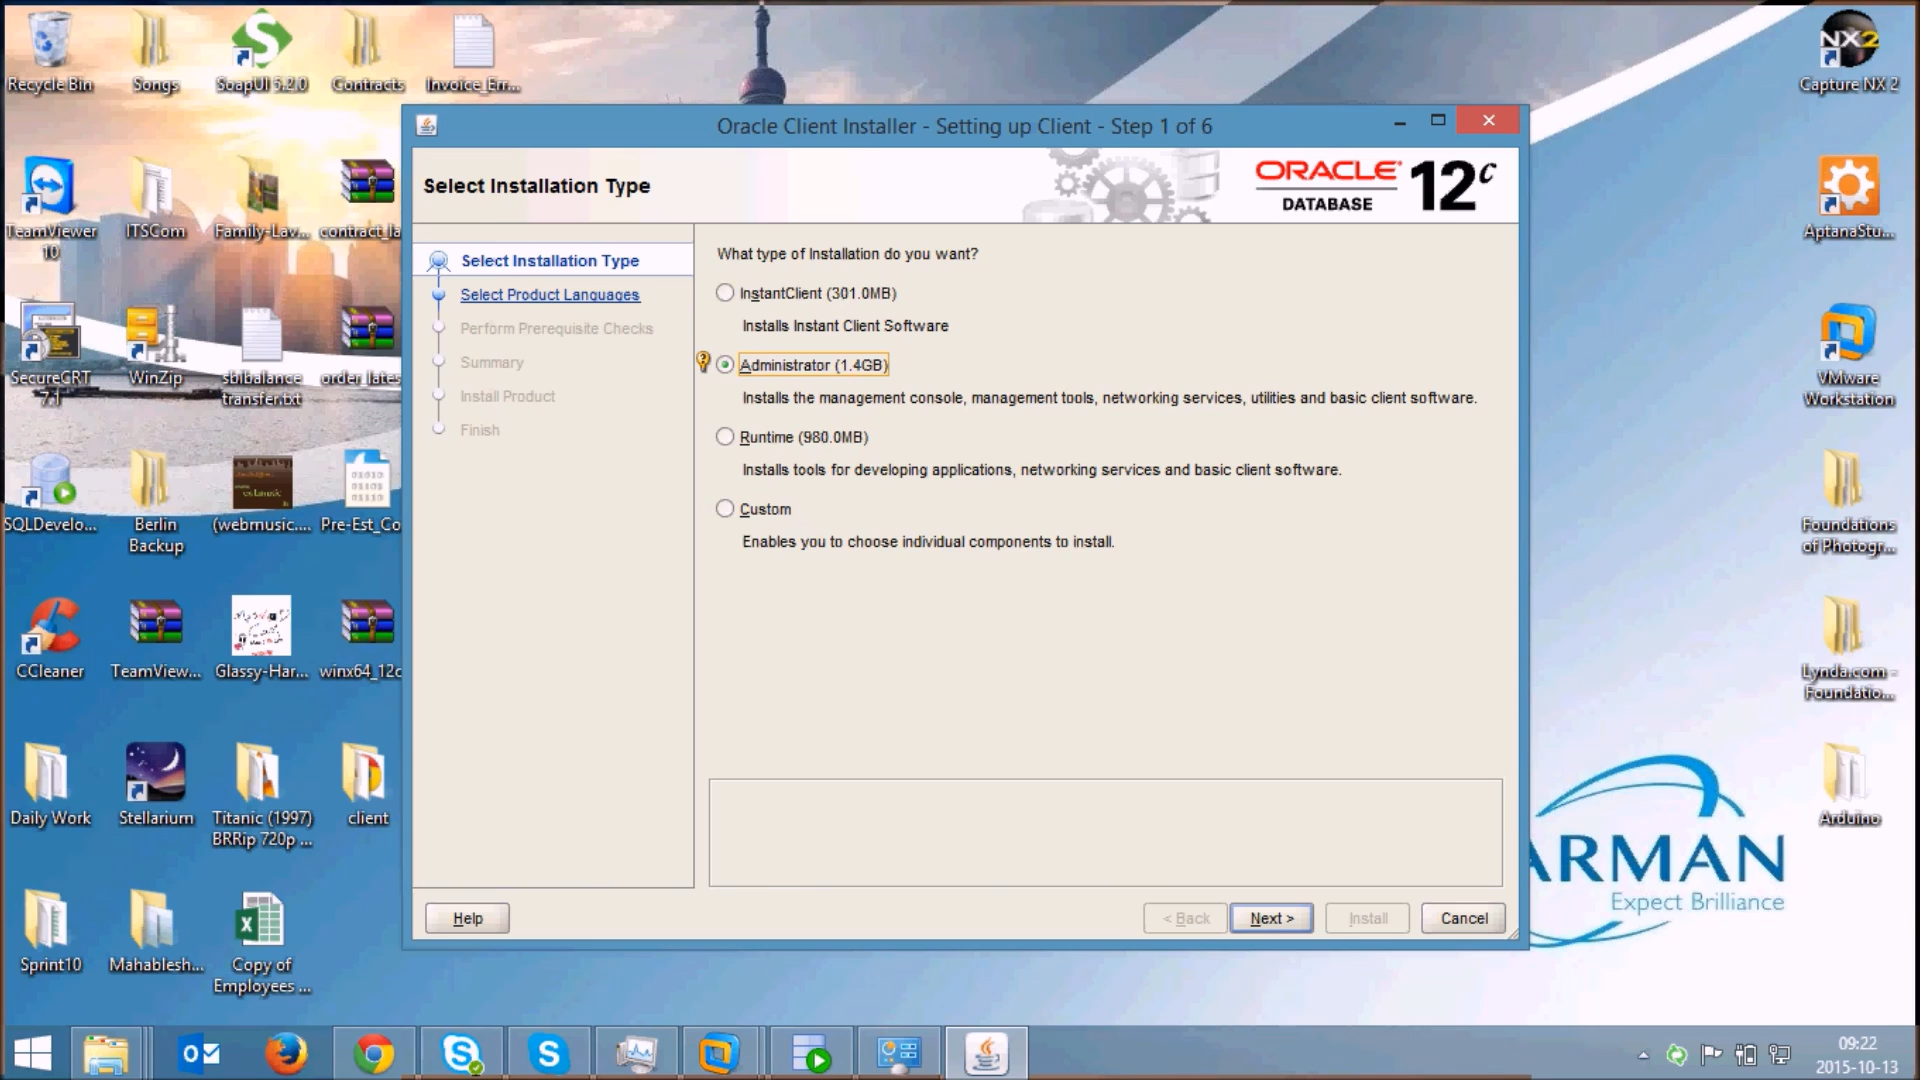 Recycle Bin
Songs
SoapUI 5.2.0
Contracts
Invoice_Err...
NX2
Capture NX 2
Oracle Client Installer - Setting up Client - Step 1 of 6
Select Installation Type
ORACLE
DATABASE
12c
TeamViewer
10
ITSCom
Family-Lav...
contract_la
AptanaStu...
Select Installation Type
Select Product Languages
Perform Prerequisite Checks
Summary
Install Product
Finish
What type of Installation do you want?
InstantClient (301.0MB)
Installs Instant Client Software
Administrator (1.4GB)
Installs the management console, management tools, networking services, utilities and basic client software.
Runtime (980.0MB)
Installs tools for developing applications, networking services and basic client software.
Custom
Enables you to choose individual components to install.
SecureCRT
7.1
WinZip
sblbalance
transfer.txt
order_lates
VMware
Workstation
SQLDevelo...
Berlin
Backup
(webmusic....
Pre-Est_Co
Foundations
of Photogr...
CCleaner
TeamView...
Glassy-Har...
winx64_12c
Lynda.com -
Foundatio...
Daily Work
Stellarium
Titanic (1997)
BRRip 720p ...
client
Arduino
ARMAN
Expect Brilliance
Help
< Back
Next >
Install
Cancel
Sprint10
Mahablesh...
Copy of
Employees ...
09:22
2015-10-13